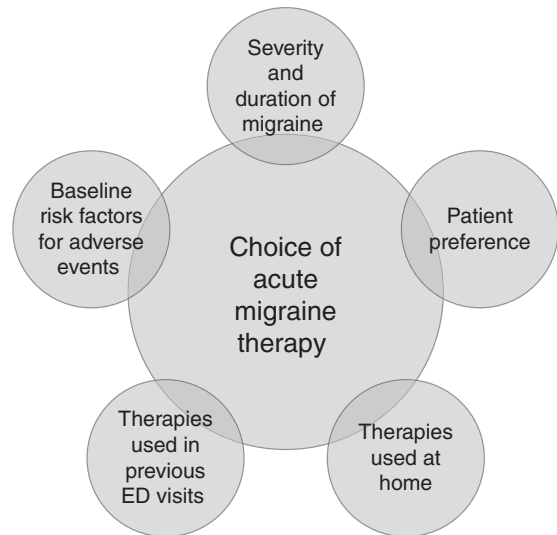 Severity
and
duration of
migraine
Baseline
risk factors
for adverse
events
Patient
preference
Choice of
acute
migraine
therapy
Therapies
used in
previous
ED visits
Therapies
used at
home